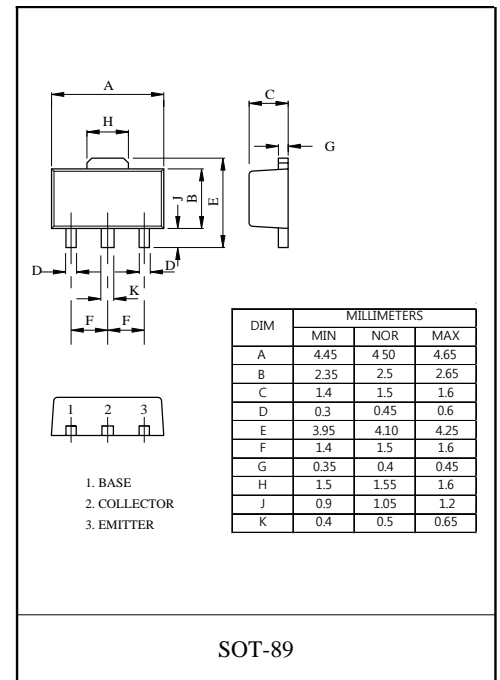 A
H
J
B
E
D
D
K
F
F
C
G
DIM MILLIMETERS
MIN NOR MAX
A 4.45 4 50 4.65
B 2.35 2.5 2.65
C 1.4 1.5 1.6
D 0.3 0.45 0.6
E 3.95 4.10 4.25
F 1.4 1.5 1.6
G 0.35 0.4 0.45
H 1.5 1.55 1.6
J 0.9 1.05 1.2
K 0.4 0.5 0.65
1 2 3
1. BASE
2. COLLECTOR
3. EMITTER
SOT-89